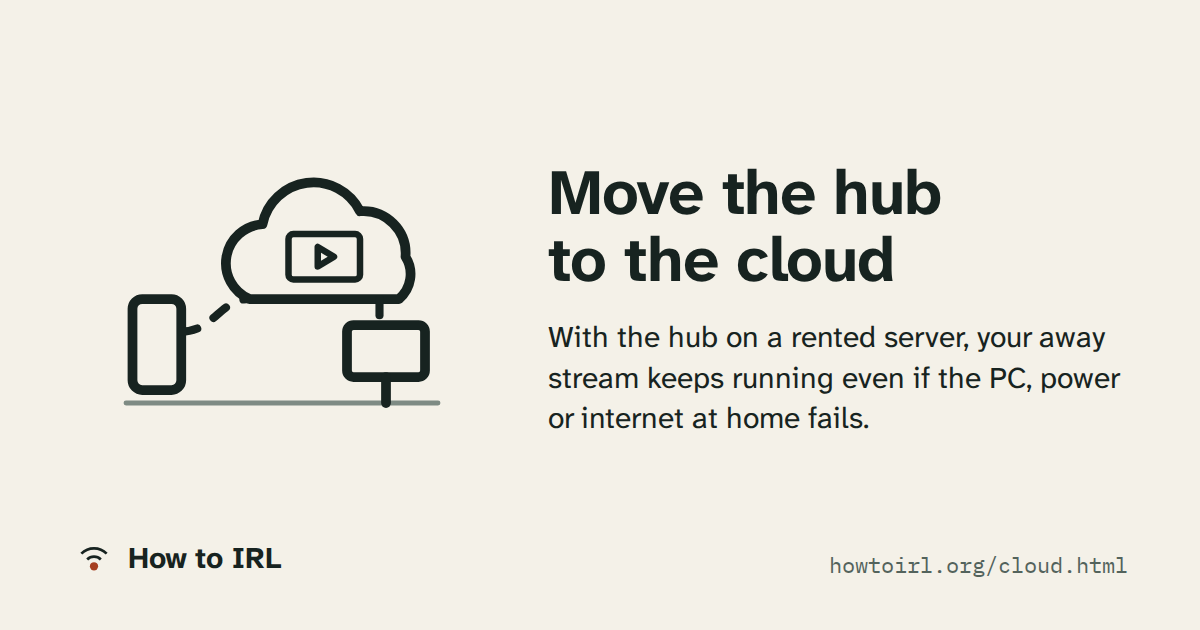 Move the hub
to the cloud
With the hub on a rented server, your away
stream keeps running even if the PC, power
or internet at home fails.
How to IRL
howtoirl.org/cloud.html